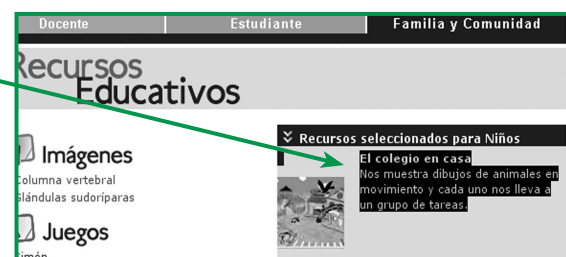 Docente Estudiante Familia y Comunidad
Recursos
Educativos
Imágenes
Columna vertebral
Glándulas sudoríparas
Juegos
Simón
Recursos seleccionados para Niños
El colegio en casa
Nos muestra dibujos de animales en
movimiento y cada uno nos lleva a
un grupo de tareas.